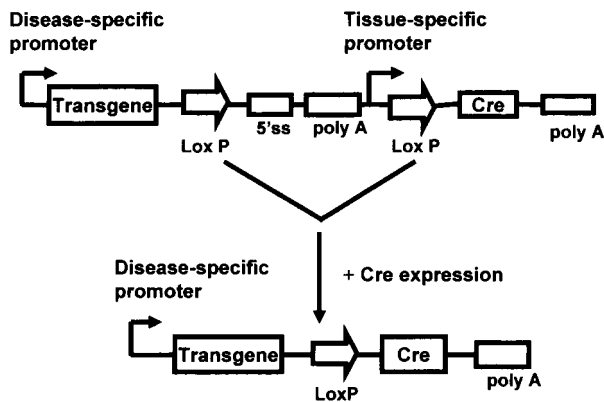 Disease-specific
promoter
Tissue-specific
promoter
Transgene
Lox P
5'ss
poly A
Lox P
Cre
poly A
Disease-specific
promoter
+ Cre expression
Transgene
LoxP
Cre
poly A